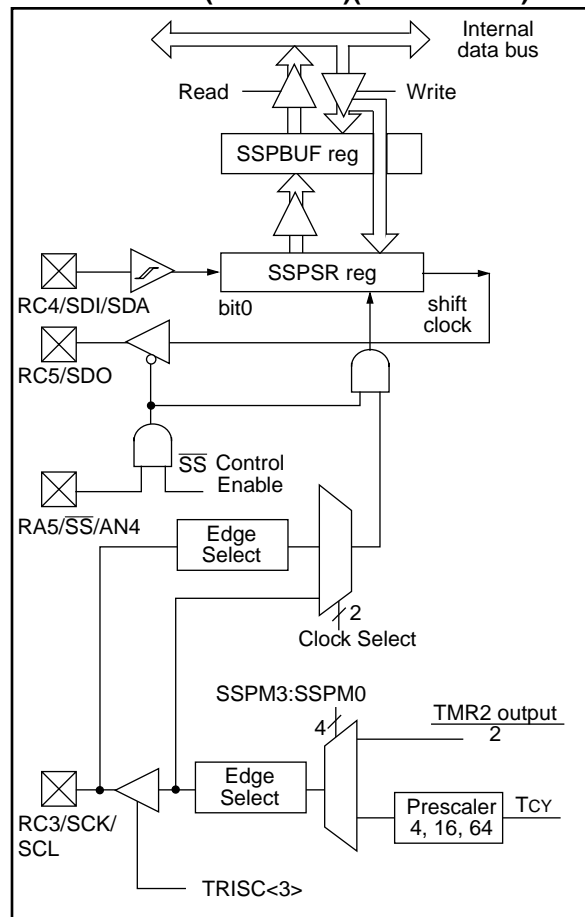 Internal
data bus
Read
Write
SSPBUF reg
SSPSR reg
RC4/SDI/SDA
bit0
shift
clock
RC5/SDO
SS Control
Enable
RA5/SS/AN4
Edge
Select
2
Clock Select
SSPM3:SSPM0
4
TMR2 output
2
Edge
Select
Prescaler
4, 16, 64
TCY
RC3/SCK/
SCL
TRISC<3>